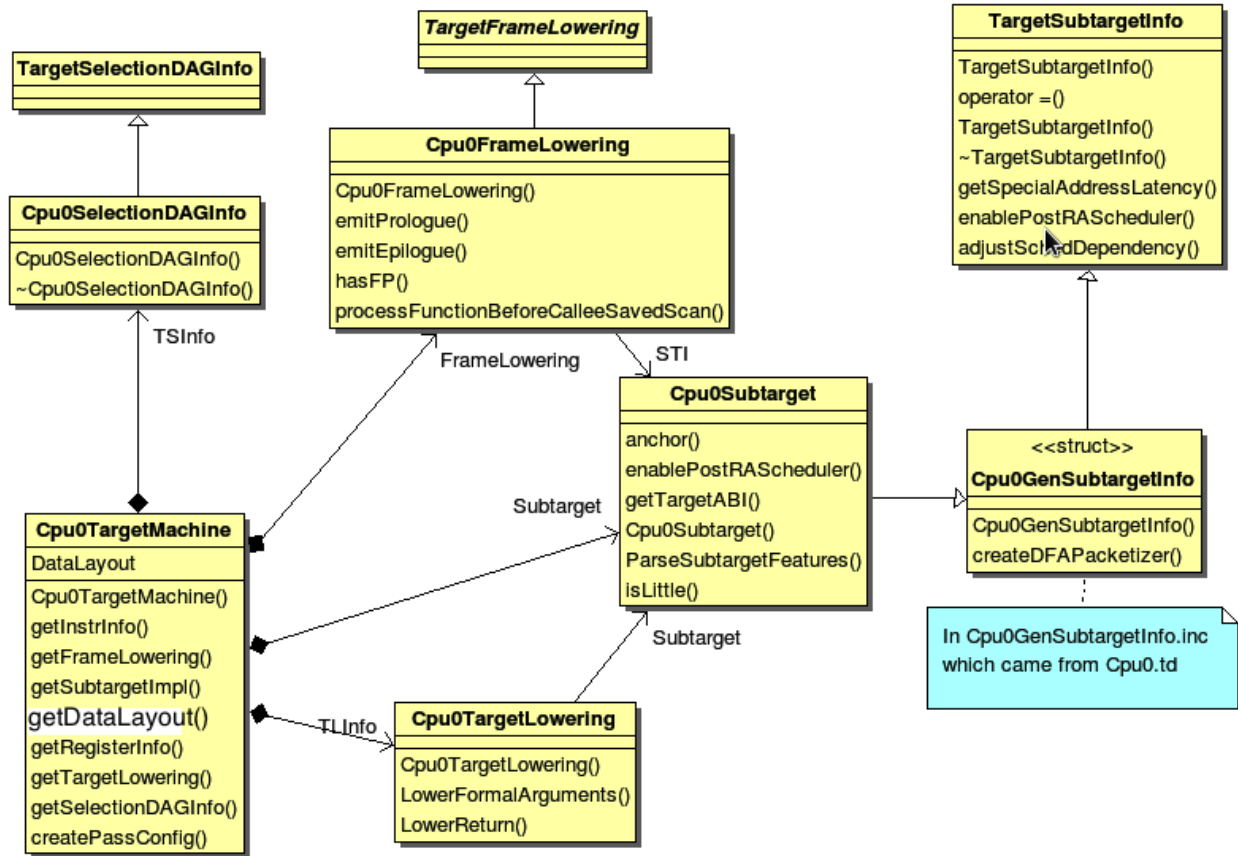 TargetSelectionDAGInfo
TargetFrameLowering
TargetSubtargetInfo
TargetSubtargetInfo()
operator =()
TargetSubtargetInfo()
~TargetSubtargetInfo()
getSpecialAddressLatency()
enablePostRAScheduler()
adjustSchedDependency()
Cpu0SelectionDAGInfo
Cpu0SelectionDAGInfo()
~Cpu0SelectionDAGInfo()
Cpu0FrameLowering
Cpu0FrameLowering()
emitPrologue()
emitEpilogue()
hasFP()
processFunctionBeforeCalleeSavedScan()
TSInfo
FrameLowering
STI
Cpu0Subtarget
anchor()
enablePostRAScheduler()
getTargetABI()
Cpu0Subtarget()
ParseSubtargetFeatures()
isLittle()
<<struct>>
Cpu0GenSubtargetInfo
Cpu0GenSubtargetInfo()
createDFAPacketizer()
Subtarget
Cpu0TargetMachine
DataLayout
Cpu0TargetMachine()
getInstrInfo()
getFrameLowering()
getSubtargetImpl()
getDataLayout()
getRegisterInfo()
getTargetLowering()
getSelectionDAGInfo()
createPassConfig()
TLInfo
Subtarget
Cpu0TargetLowering
Cpu0TargetLowering()
LowerFormalArguments()
LowerReturn()
In Cpu0GenSubtargetInfo.inc
which came from Cpu0.td